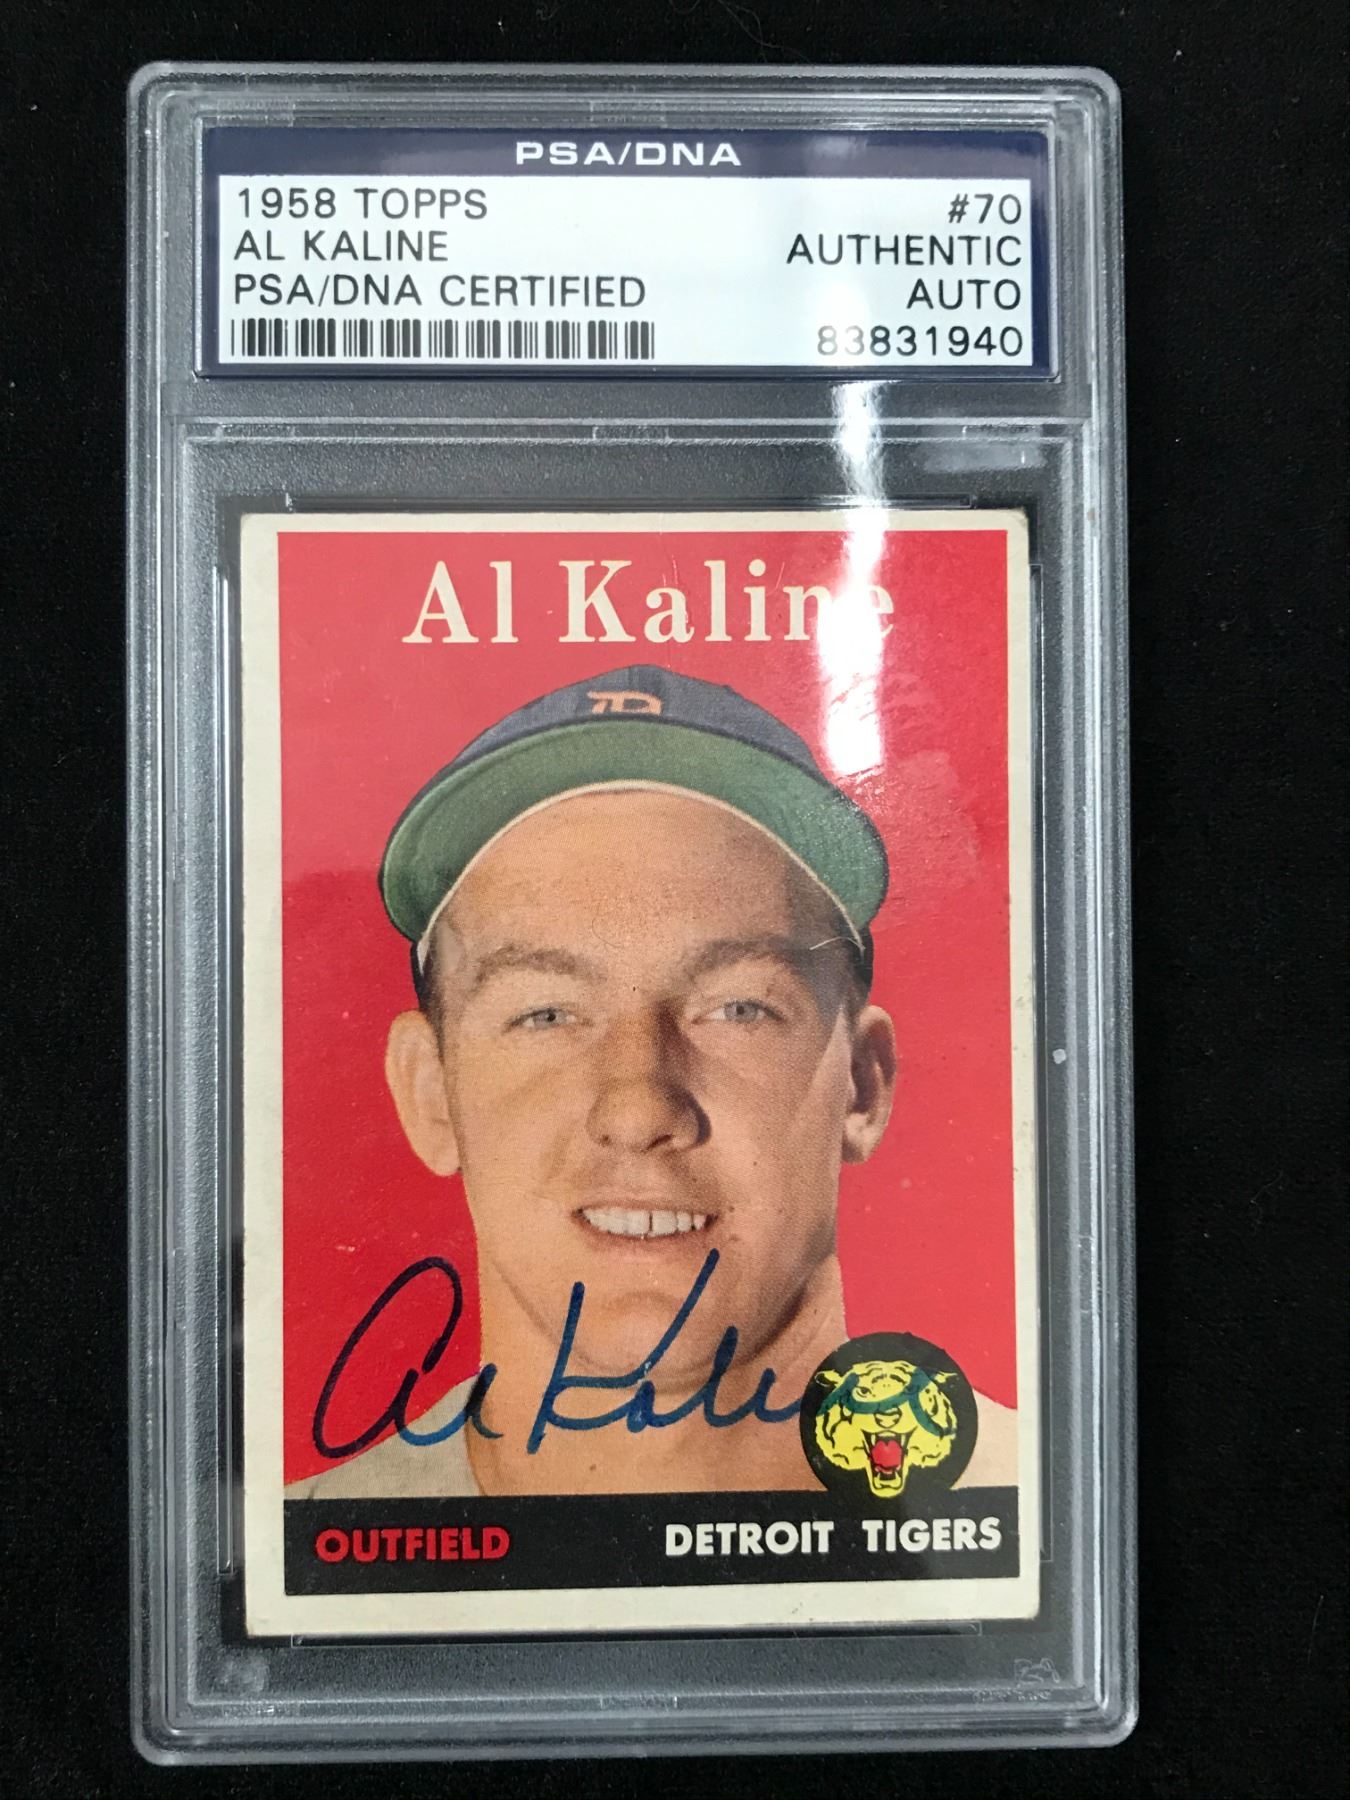 PSA/DNA
1958 TOPPS #70
AL KALINE AUTHENTIC
PSA/DNA CERTIFIED AUTO
83831940
Al Kaline
D
Al Kaline
OUTFIELD DETROIT TIGERS